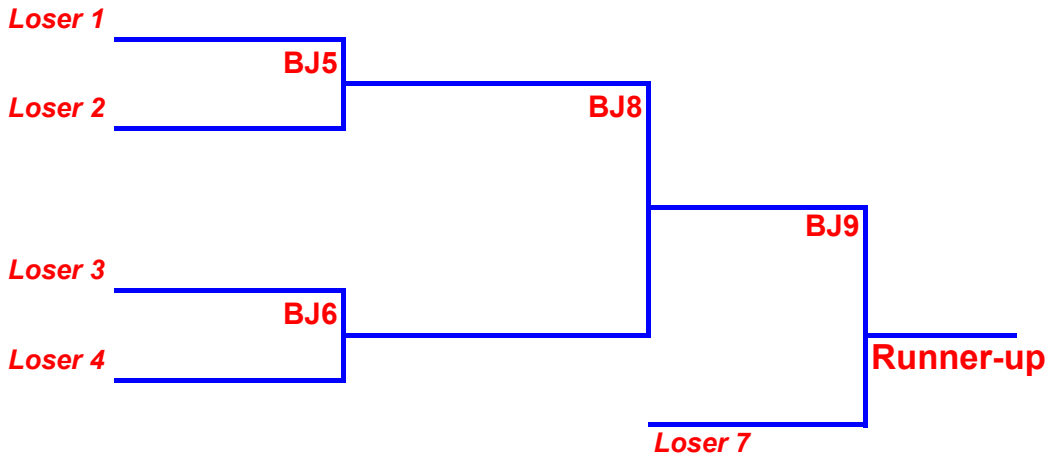 Loser 1
BJ5
Loser 2
BJ8
BJ9
Loser 3
BJ6
Loser 4
Runner-up
Loser 7